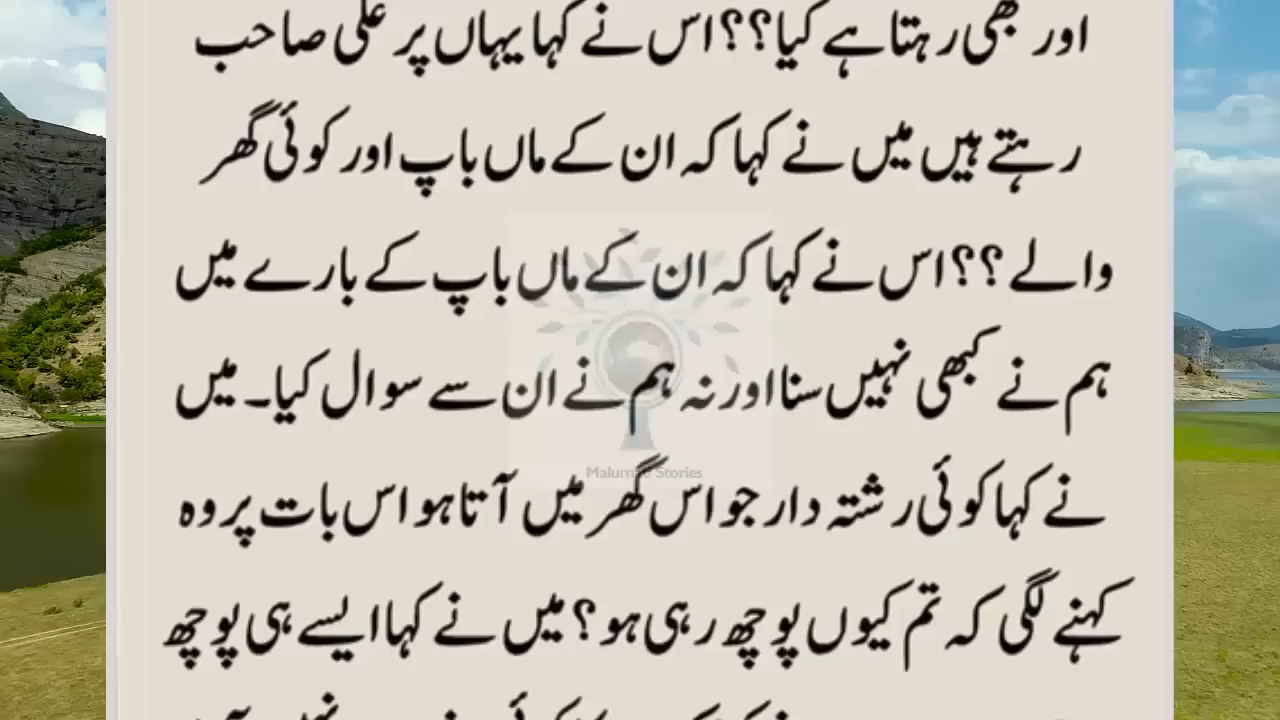 اور بھی رہتا ہے کیا؟؟ اس نے کہا یہاں پر علی صاحب
رہتے ہیں میں نے کہا کہ ان کے ماں باپ اور کوئی گھر
والے ؟؟ اس نے کہا کہ ان کے ماں باپ کے بارے میں
ہم نے کبھی نہیں سنا اور نہ ہم نے ان سے سوال کیا۔ میں
Malumati Stories
نے کہا کوئی رشتہ دار جو اس گھر میں آتا ہو اس بات پر وہ
کہنے لگی کہ تم کیوں پوچھ رہی ہو ؟ میں نے کہا ایسے ہی پوچھ